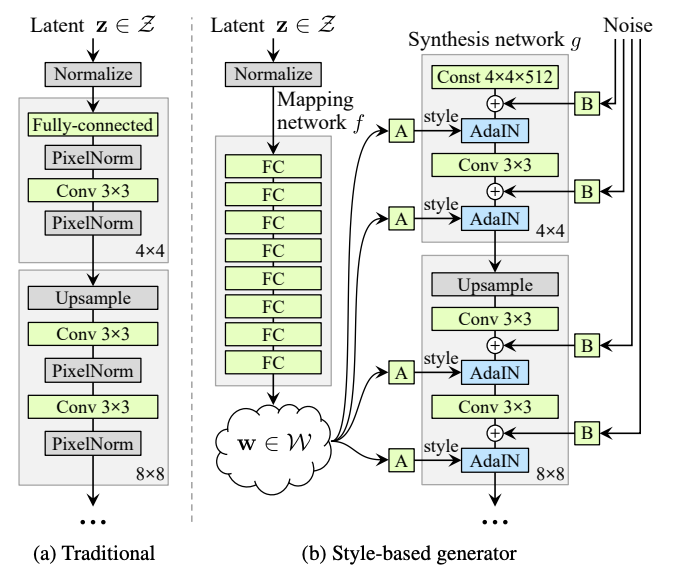 Latent z ∈ 𝒵
Normalize
Fully-connected
PixelNorm
Conv 3×3
PixelNorm
4×4
Upsample
Conv 3×3
PixelNorm
Conv 3×3
PixelNorm
8×8
...
(a) Traditional
Latent z ∈ 𝒵
Normalize
Mapping
network f
FC
FC
FC
FC
FC
FC
FC
FC
w ∈ 𝒲
A
A
A
A
style
style
style
style
Synthesis network g
Const 4×4×512
+
AdaIN
Conv 3×3
+
AdaIN
4×4
Upsample
Conv 3×3
+
AdaIN
Conv 3×3
+
AdaIN
8×8
...
Noise
B
B
B
B
(b) Style-based generator